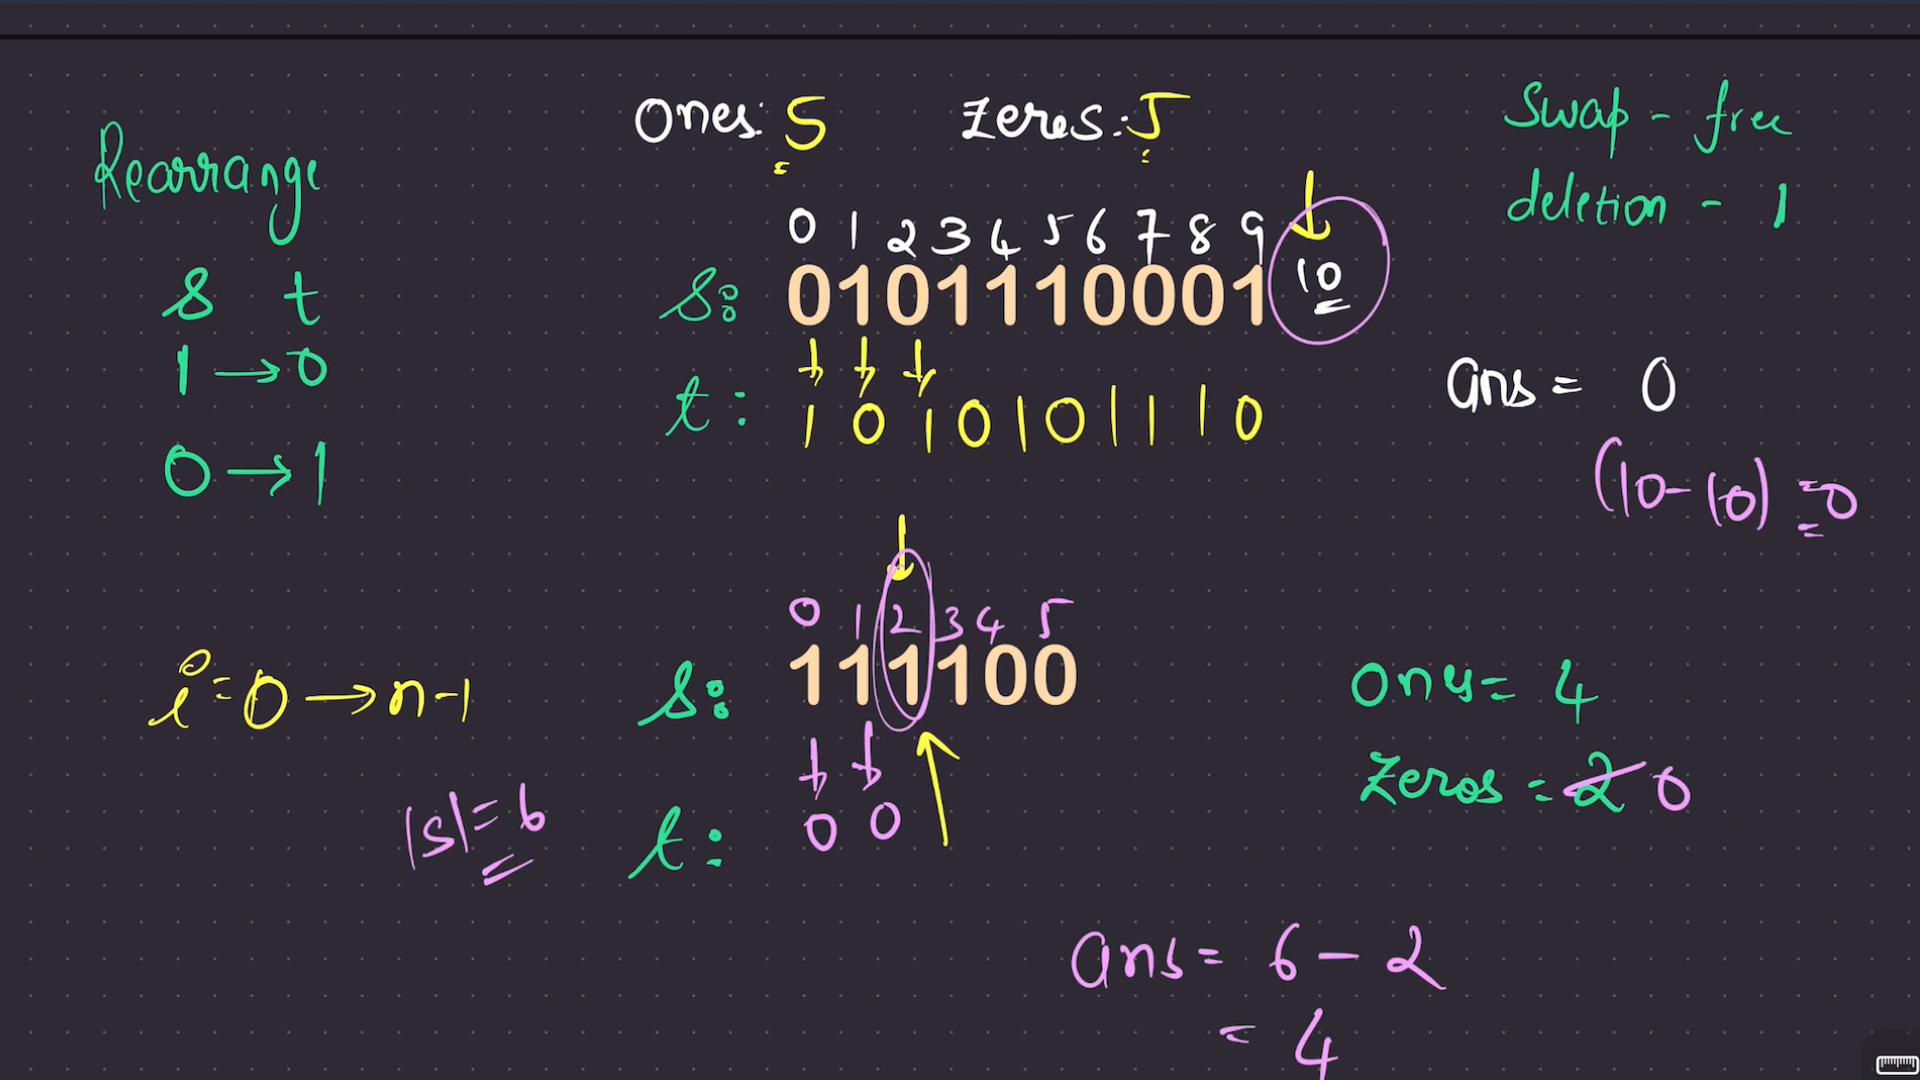 Rearrange
s t
1 → 0
0 → 1
Ones: 5 Zeros: 5
0 1 2 3 4 5 6 7 8 9 10
s: 0101110001
t: 1 0 1 0 1 0 1 1 1 0
Swap - free
deletion - 1
ans = 0
(10-10) = 0
i = 0 → n-1
|s| = 6
0 1 2 3 4 5
s: 111100
t: 0 0
Ones = 4
Zeros = 2 0
ans = 6 - 2
= 4